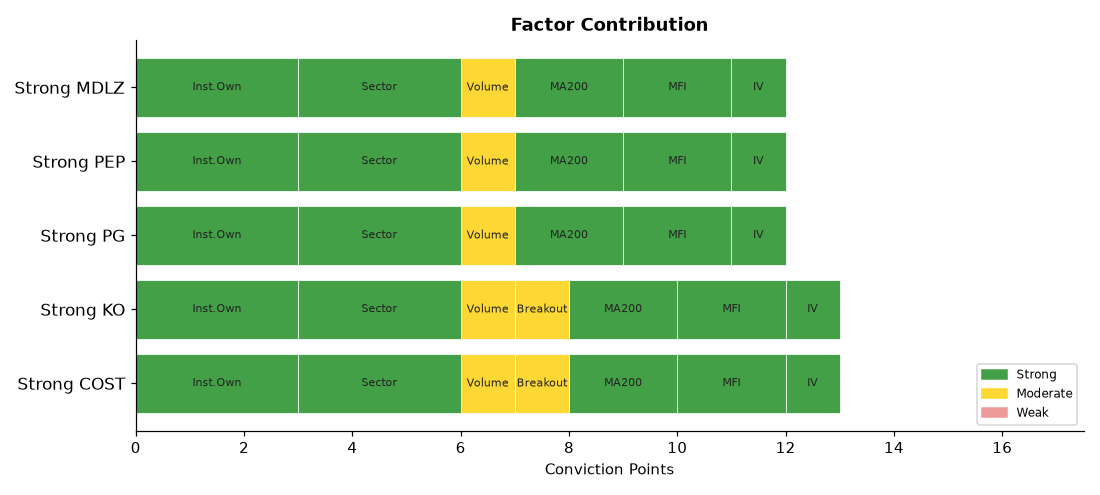 Factor Contribution
Strong MDLZ Inst.Own Sector Volume MA200 MFI IV
Strong PEP Inst.Own Sector Volume MA200 MFI IV
Strong PG Inst.Own Sector Volume MA200 MFI IV
Strong KO Inst.Own Sector Volume Breakout MA200 MFI IV
Strong COST Inst.Own Sector Volume Breakout MA200 MFI IV
Strong
Moderate
Weak
0 2 4 6 8 10 12 14 16
Conviction Points